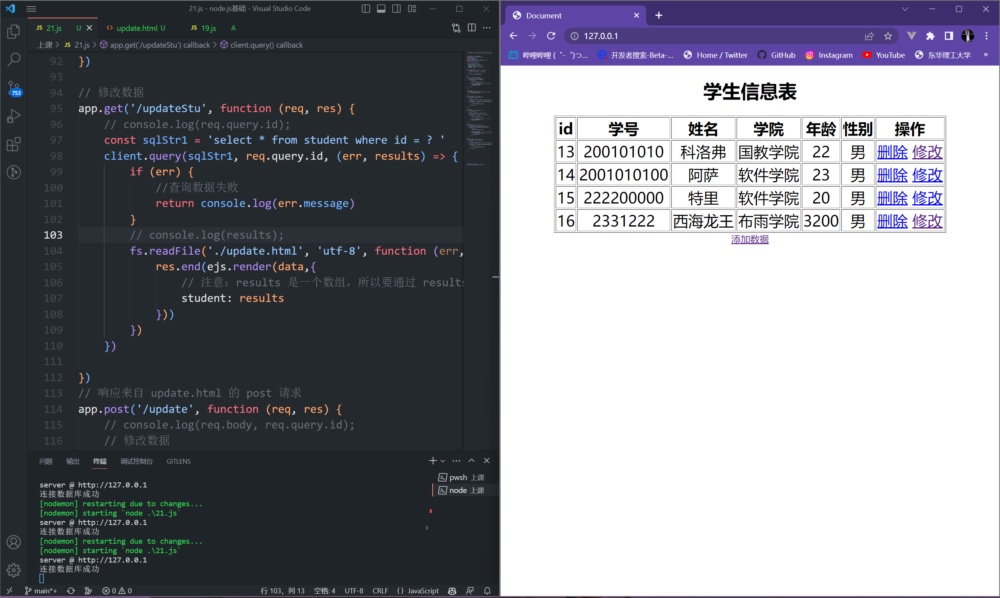 21.js - node.js基础 - Visual Studio Code
JS 21.js U
update.html U
JS 19.js A
上课 > JS 21.js > app.get('/updateStu') callback > client.query() callback
92 })
93
94 // 修改数据
95 app.get('/updateStu', function (req, res) {
96 // console.log(req.query.id);
97 const sqlStr1 = 'select * from student where id = ? '
98 client.query(sqlStr1, req.query.id, (err, results) => {
99 if (err) {
100 //查询数据失败
101 return console.log(err.message)
102 }
103 // console.log(results);
104 fs.readFile('./update.html', 'utf-8', function (err,
105 res.end(ejs.render(data,{
106 // 注意: results 是一个数组, 所以要通过 results
107 student: results
108 }))
109 })
110 })
111
112 })
113 // 响应来自 update.html 的 post 请求
114 app.post('/update', function (req, res) {
115 // console.log(req.body, req.query.id);
116 // 修改数据
753
问题 输出 终端 调试控制台 GITLENS
server @ http://127.0.0.1
连接数据库成功
[nodemon] restarting due to changes...
[nodemon] starting `node .\21.js`
server @ http://127.0.0.1
连接数据库成功
[nodemon] restarting due to changes...
[nodemon] starting `node .\21.js`
server @ http://127.0.0.1
连接数据库成功
pwsh 上课
node 上课
main*+ 0 0 行 103, 列 13 空格: 4 UTF-8 CRLF {} JavaScript
Document
127.0.0.1
哔哩哔哩 (゜-゜)つ... 开发者搜索-Beta-... Home / Twitter GitHub Instagram YouTube 东华理工大学 »
学生信息表
id 学号 姓名 学院 年龄 性别 操作
13 200101010 科洛弗 国教学院 22 男 删除 修改
14 2001010100 阿萨 软件学院 23 男 删除 修改
15 222200000 特里 软件学院 20 男 删除 修改
16 2331222 西海龙王 布雨学院 3200 男 删除 修改
添加数据